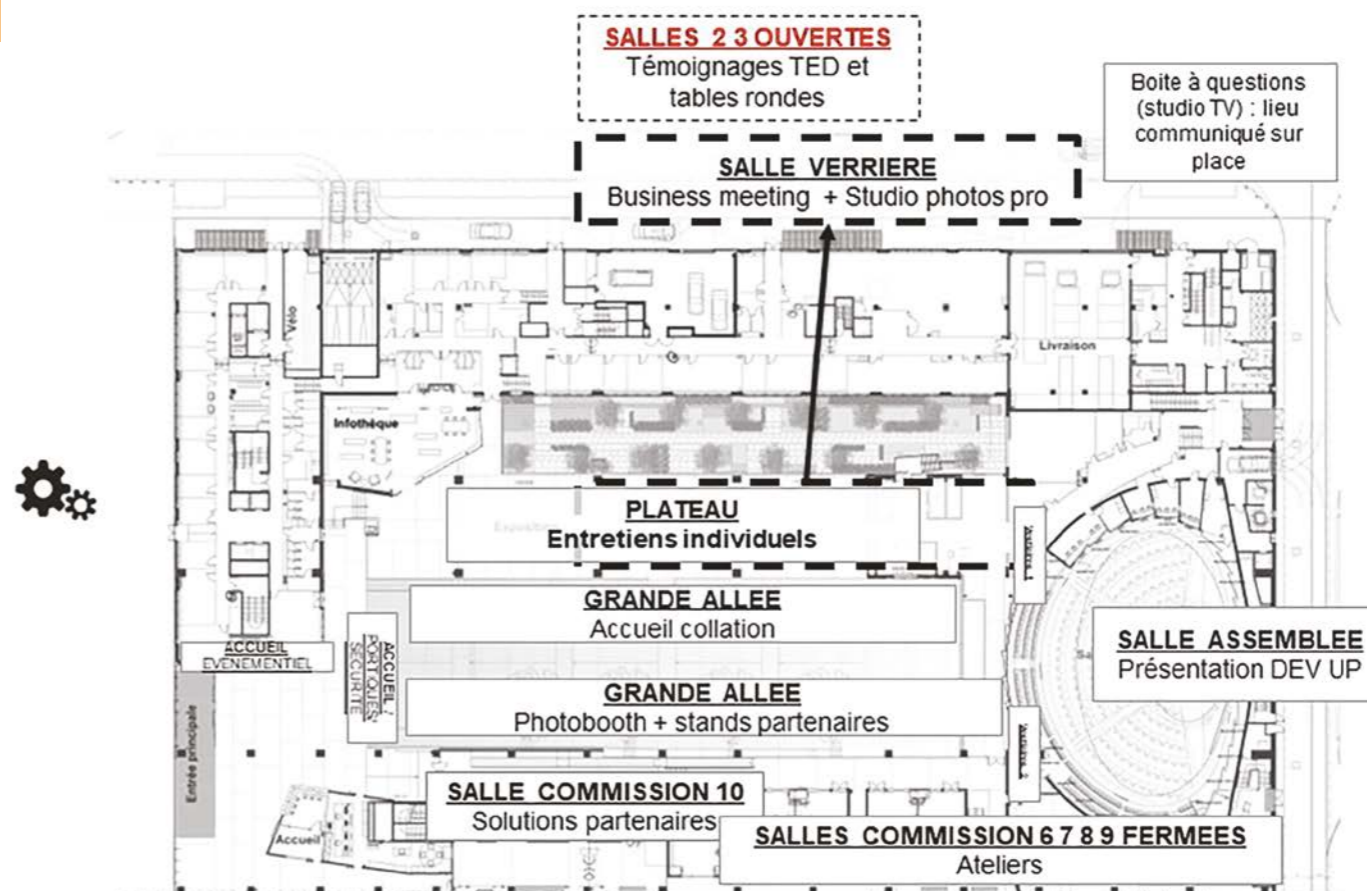 SALLES 2 3 OUVERTES
Témoignages TED et
tables rondes
Boite à questions
(studio TV) : lieu
communiqué sur
place
SALLE VERRIERE
Business meeting + Studio photos pro
Vélo
Livraison
Infothèque
PLATEAU
Entretiens individuels
GRANDE ALLEE
Accueil collation
ACCUEIL
EVENEMENTIEL
ACCUEIL /
PORTIQUES
SECURITE
SALLE ASSEMBLEE
Présentation DEV UP
GRANDE ALLEE
Photobooth + stands partenaires
Entrée principale
SALLE COMMISSION 10
Solutions partenaires
Accueil
SALLES COMMISSION 6 7 8 9 FERMEES
Ateliers